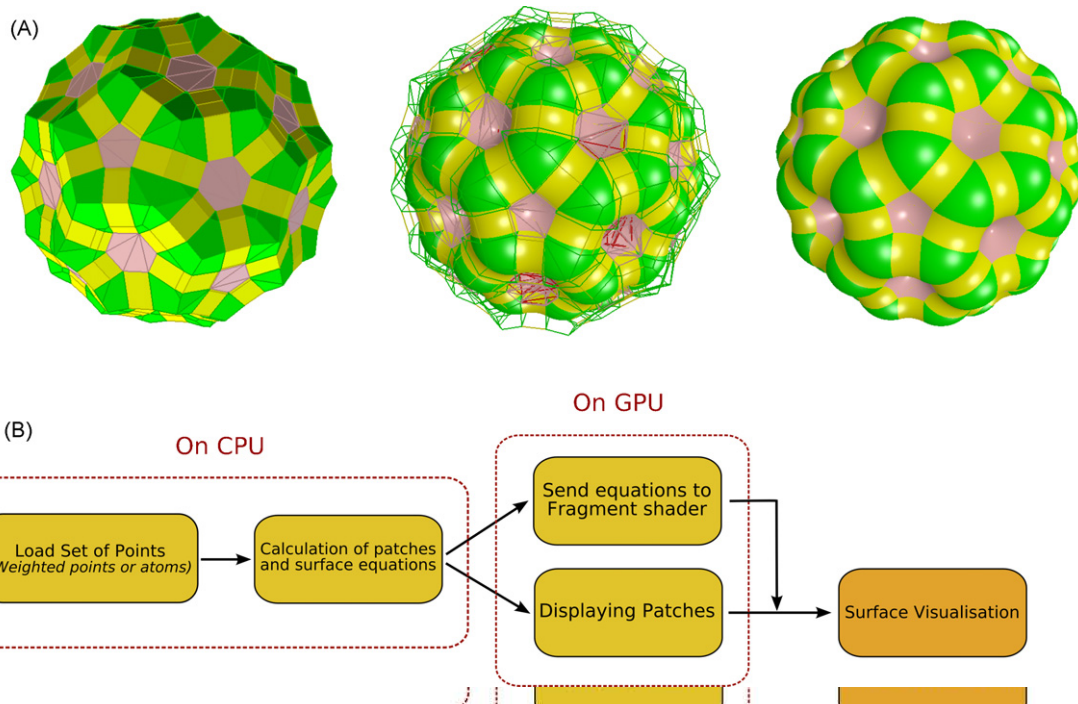 (A)
On GPU
(B)
On CPU
Send equations to
Fragment shader
Load Set of Points
Weighted points or atoms)
Calculation of patches
and surface equations
Displaying Patches
Surface Visualisation